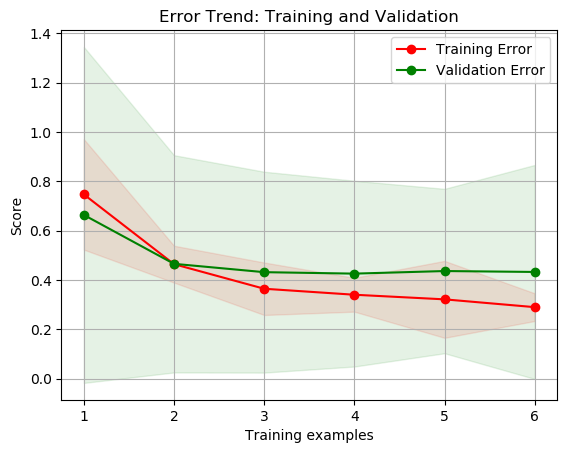 Error Trend: Training and Validation
1.4
1.2
1.0
0.8
0.6
0.4
0.2
0.0
Score
Training Error
Validation Error
1 2 3 4 5 6
Training examples